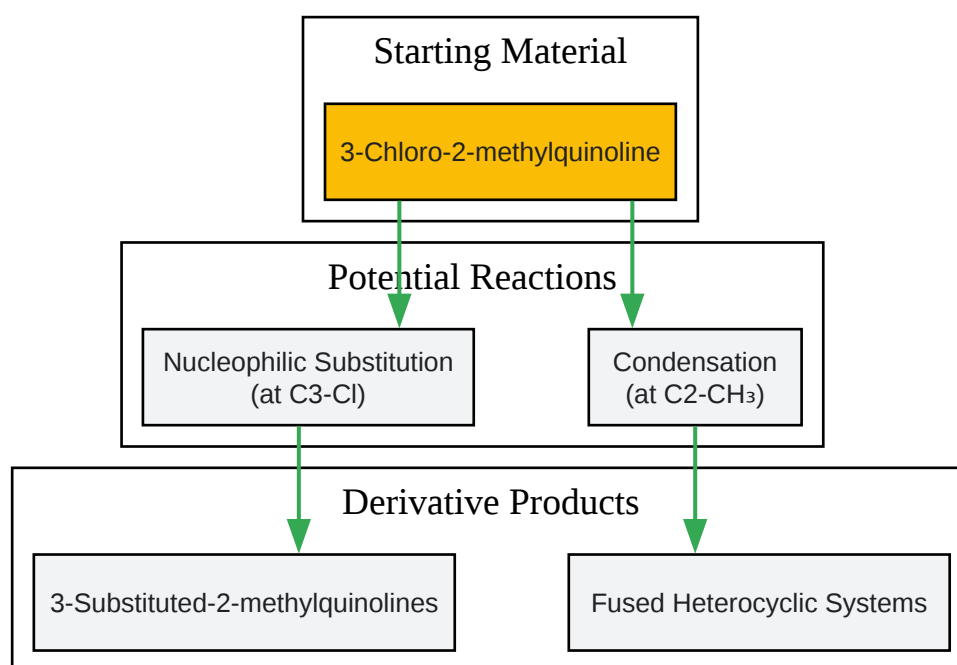 Starting Material
3-Chloro-2-methylquinoline
Potential Reactions
Nucleophilic Substitution
(at C3-Cl)
Condensation
(at C2-CH₃)
Derivative Products
3-Substituted-2-methylquinolines
Fused Heterocyclic Systems